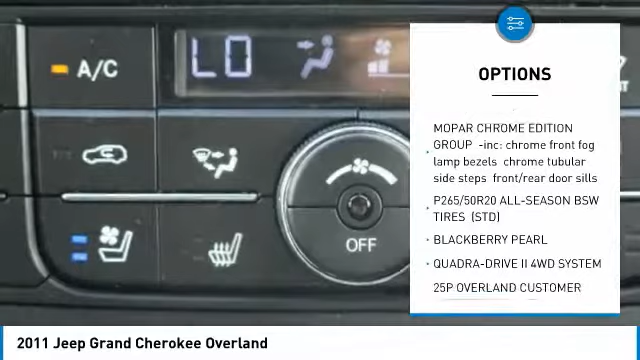 A/C
LO
OFF
OPTIONS
MOPAR CHROME EDITION
GROUP -inc: chrome front fog
lamp bezels chrome tubular
side steps front/rear door sills
P265/50R20 ALL-SEASON BSW
TIRES (STD)
BLACKBERRY PEARL
QUADRA-DRIVE II 4WD SYSTEM
25P OVERLAND CUSTOMER
2011 Jeep Grand Cherokee Overland